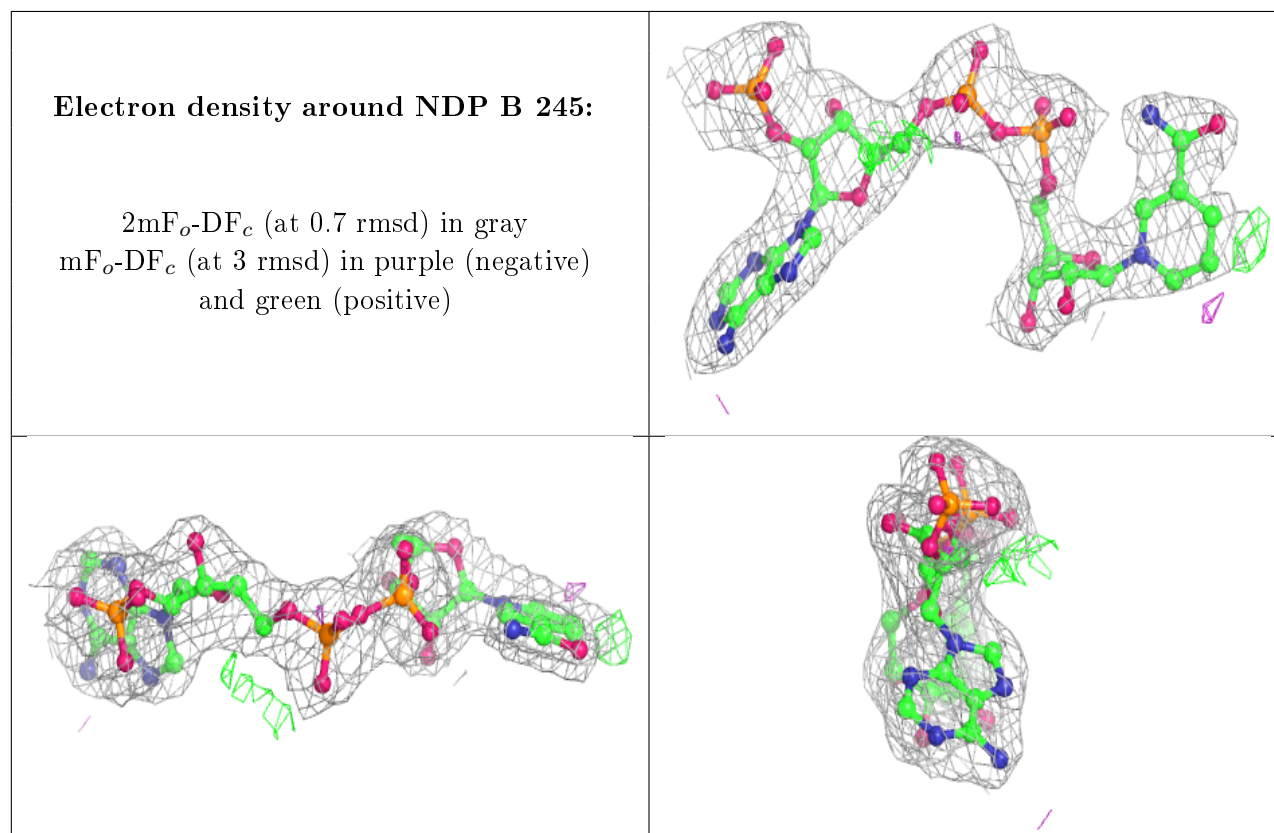 Electron density around NDP B 245:
2mFo-DFc (at 0.7 rmsd) in gray
mFo-DFc (at 3 rmsd) in purple (negative)
and green (positive)